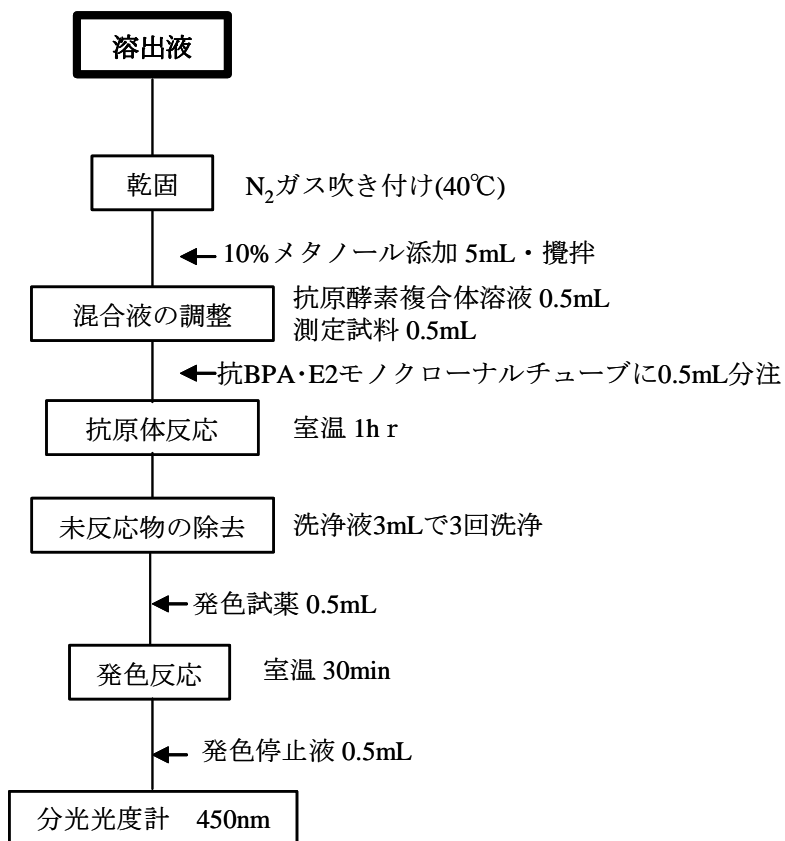 溶出液
乾固 N2ガス吹き付け(40℃)
10%メタノール添加 5mL・攪拌
混合液の調整
抗原酵素複合体溶液 0.5mL
測定試料 0.5mL
抗BPA･E2モノクローナルチューブに0.5mL分注
抗原体反応 室温 1h r
未反応物の除去 洗浄液3mLで3回洗浄
発色試薬 0.5mL
発色反応 室温 30min
発色停止液 0.5mL
分光光度計 450nm